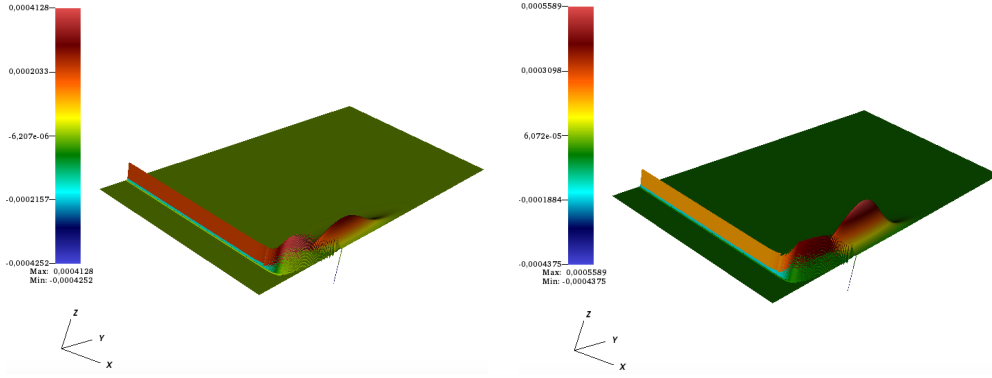 0,0004128
0,0002033
-6,207e-06
-0,0002157
-0,0004252
Max: 0,0004128
Min: -0,0004252
Z
Y
X
0,0005589
0,0003098
6,072e-05
-0,0001884
-0,0004375
Max: 0,0005589
Min: -0,0004375
Z
Y
X